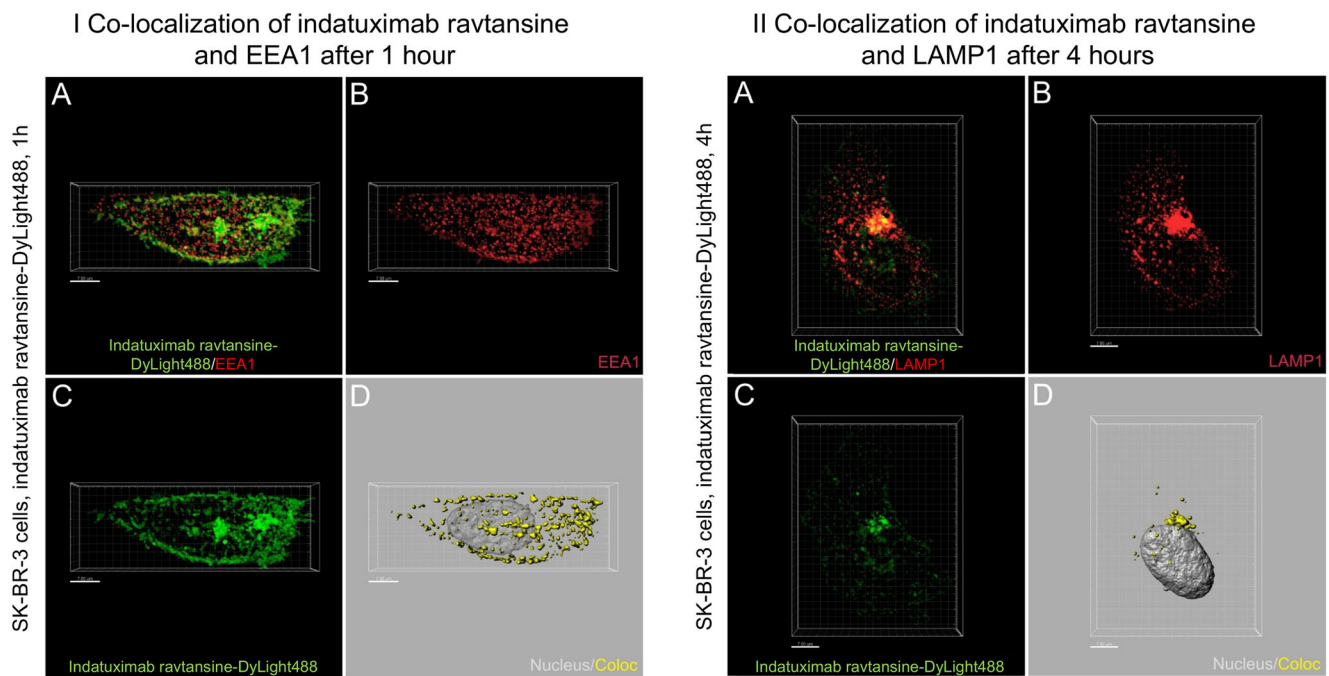 I Co-localization of indatuximab ravtansine
and EEA1 after 1 hour
SK-BR-3 cells, indatuximab ravtansine-DyLight488, 1h
A
Indatuximab ravtansine-
DyLight488/EEA1
B
EEA1
C
Indatuximab ravtansine-DyLight488
D
Nucleus/Coloc
II Co-localization of indatuximab ravtansine
and LAMP1 after 4 hours
SK-BR-3 cells, indatuximab ravtansine-DyLight488, 4h
A
Indatuximab ravtansine-
DyLight488/LAMP1
B
LAMP1
C
Indatuximab ravtansine-DyLight488
D
Nucleus/Coloc